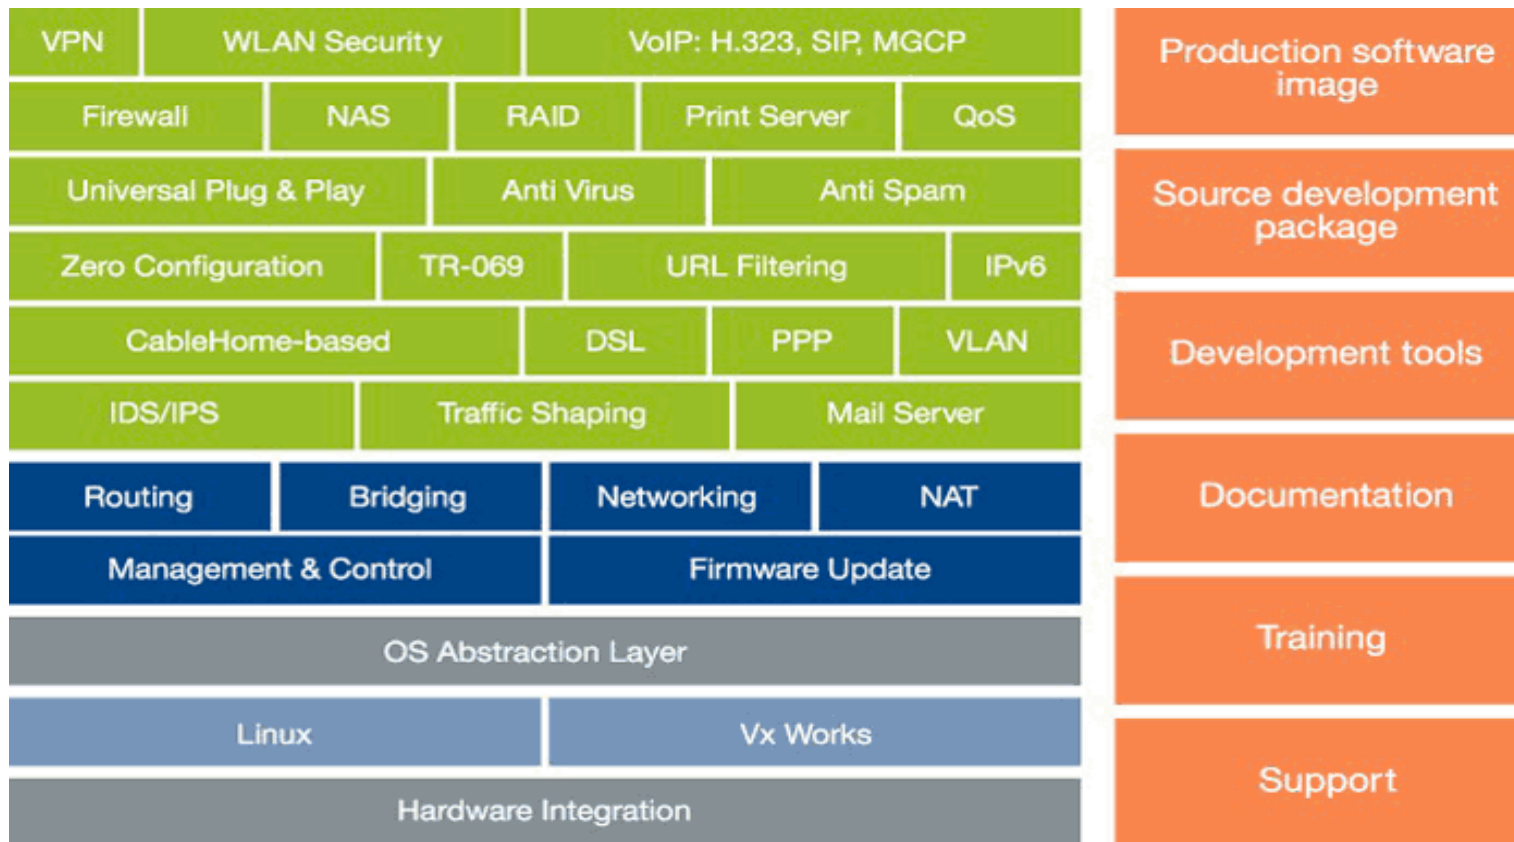 VPN
WLAN Security
VoIP: H.323, SIP, MGCP
Firewall
NAS
RAID
Print Server
QoS
Universal Plug & Play
Anti Virus
Anti Spam
Zero Configuration
TR-069
URL Filtering
IPv6
CableHome-based
DSL
PPP
VLAN
IDS/IPS
Traffic Shaping
Mail Server
Routing
Bridging
Networking
NAT
Management & Control
Firmware Update
OS Abstraction Layer
Linux
Vx Works
Hardware Integration
Production software
image
Source development
package
Development tools
Documentation
Training
Support